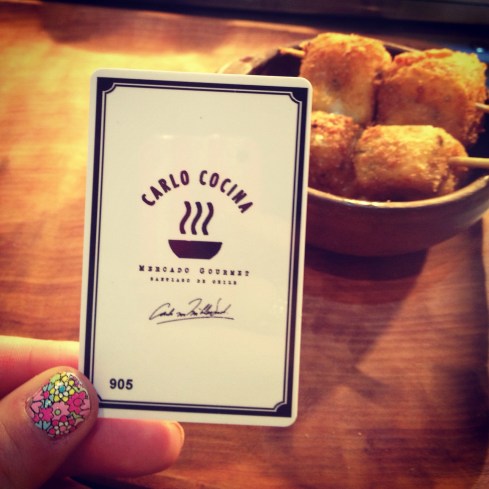 CARLO COCINA
MERCADO GOURMET
SANTIAGO DE CHILE
905